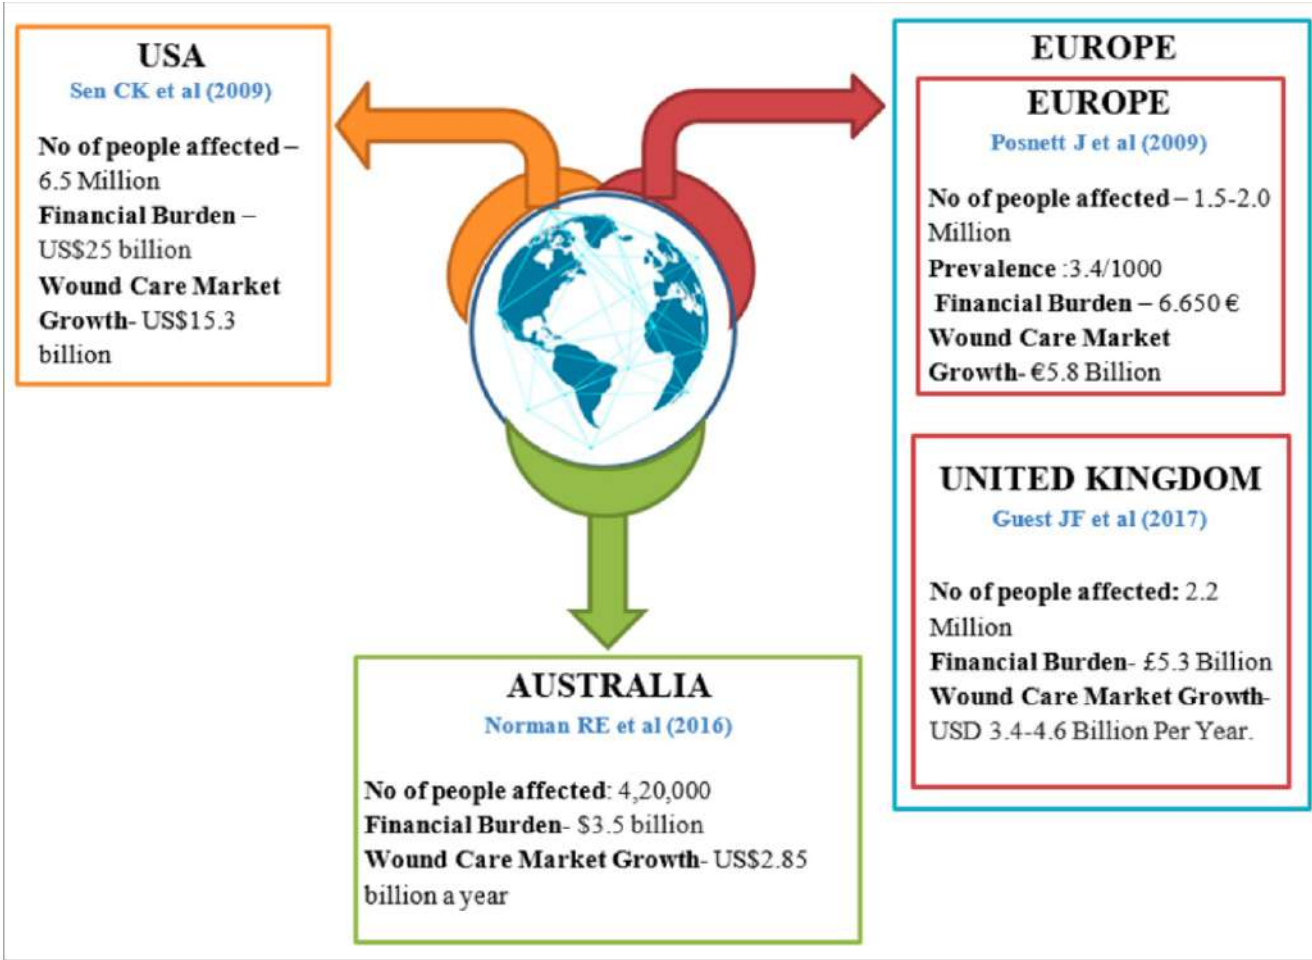 USA
Sen CK et al (2009)
No of people affected –
6.5 Million
Financial Burden –
US$25 billion
Wound Care Market
Growth- US$15.3
billion
EUROPE
EUROPE
Posnett J et al (2009)
No of people affected – 1.5-2.0
Million
Prevalence :3.4/1000
Financial Burden – 6.650 €
Wound Care Market
Growth- €5.8 Billion
UNITED KINGDOM
Guest JF et al (2017)
No of people affected: 2.2
Million
Financial Burden- £5.3 Billion
Wound Care Market Growth-
USD 3.4-4.6 Billion Per Year.
AUSTRALIA
Norman RE et al (2016)
No of people affected: 4,20,000
Financial Burden- $3.5 billion
Wound Care Market Growth- US$2.85
billion a year